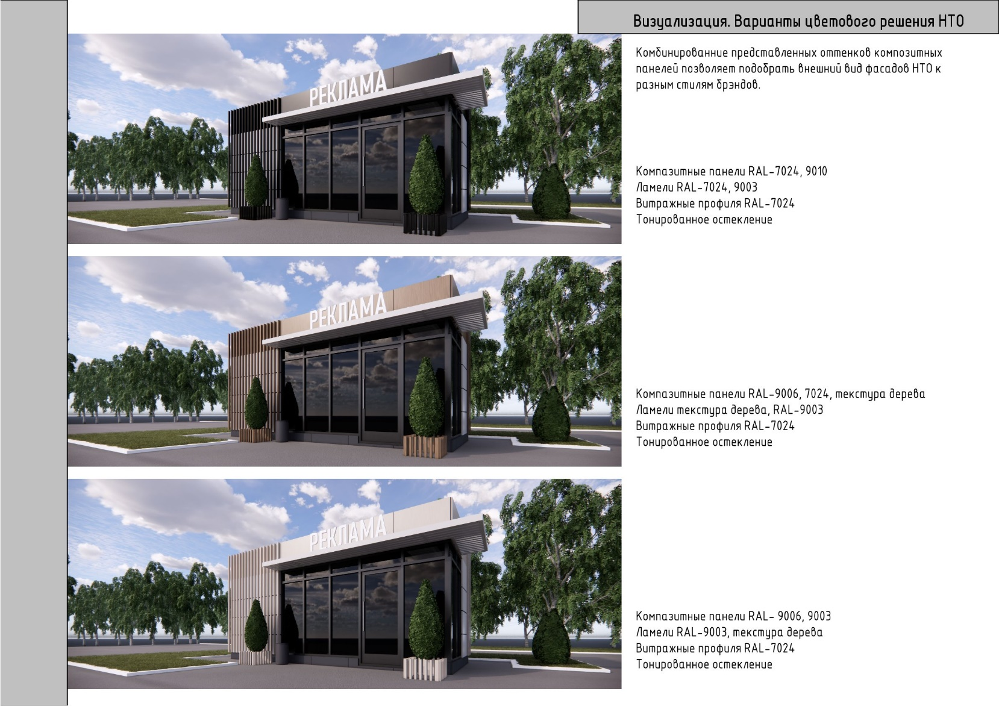 Визуализация. Варианты цветового решения НТО
Комбинированние представленных оттенков композитных
панелей позволяет подобрать внешний вид фасадов НТО к
разным стилям брэндов.
РЕКЛАМА
Компазитные панели RAL-7024, 9010
Ламели RAL-7024, 9003
Витражные профиля RAL-7024
Тонированное остекление
РЕКЛАМА
Компазитные панели RAL-9006, 7024, текстура дерева
Ламели текстура дерева, RAL-9003
Витражные профиля RAL-7024
Тонированное остекление
РЕКЛАМА
Компазитные панели RAL- 9006, 9003
Ламели RAL-9003, текстура дерева
Витражные профиля RAL-7024
Тонированное остекление